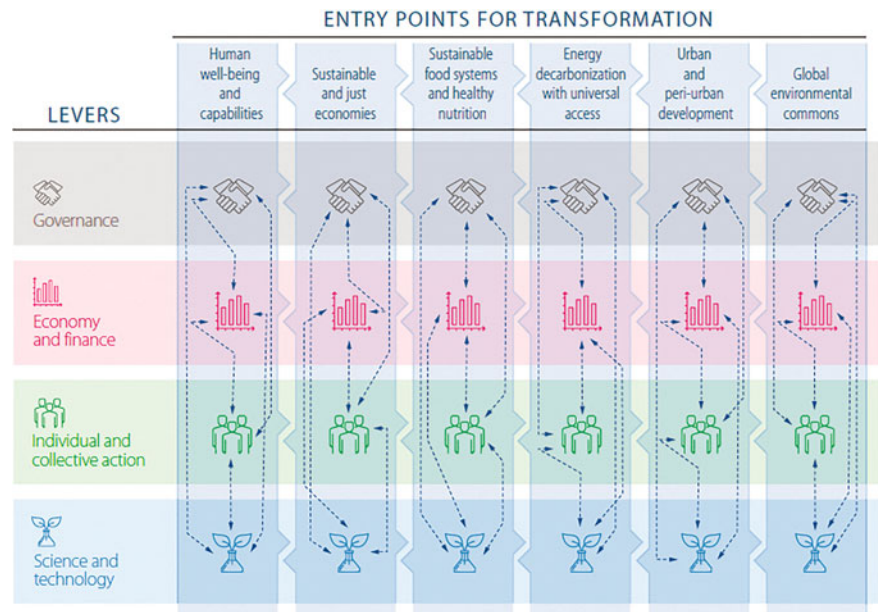 ENTRY POINTS FOR TRANSFORMATION
LEVERS
Human
well-being
and
capabilities
Sustainable
and just
economies
Sustainable
food systems
and healthy
nutrition
Energy
decarbonization
with universal
access
Urban
and
peri-urban
development
Global
environmental
commons
Governance
Economy
and finance
Individual and
collective action
Science and
technology